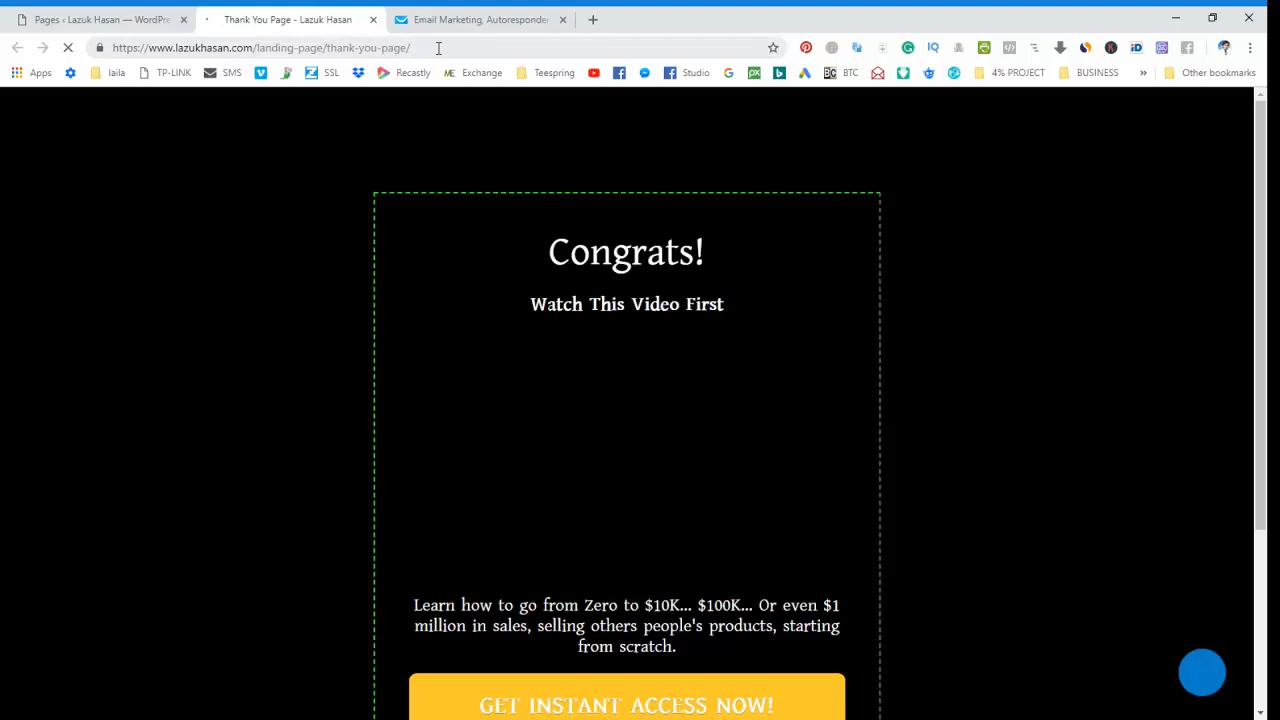 Pages ‹ Lazuk Hasan — WordPre
Thank You Page - Lazuk Hasan
Email Marketing, Autoresponder
https://www.lazukhasan.com/landing-page/thank-you-page/
Apps
laila
TP-LINK
SMS
SSL
Recastly
Exchange
Teespring
Studio
BTC
4% PROJECT
BUSINESS
Other bookmarks
Congrats!
Watch This Video First
Learn how to go from Zero to $10K... $100K... Or even $1
million in sales, selling others people's products, starting
from scratch.
GET INSTANT ACCESS NOW!